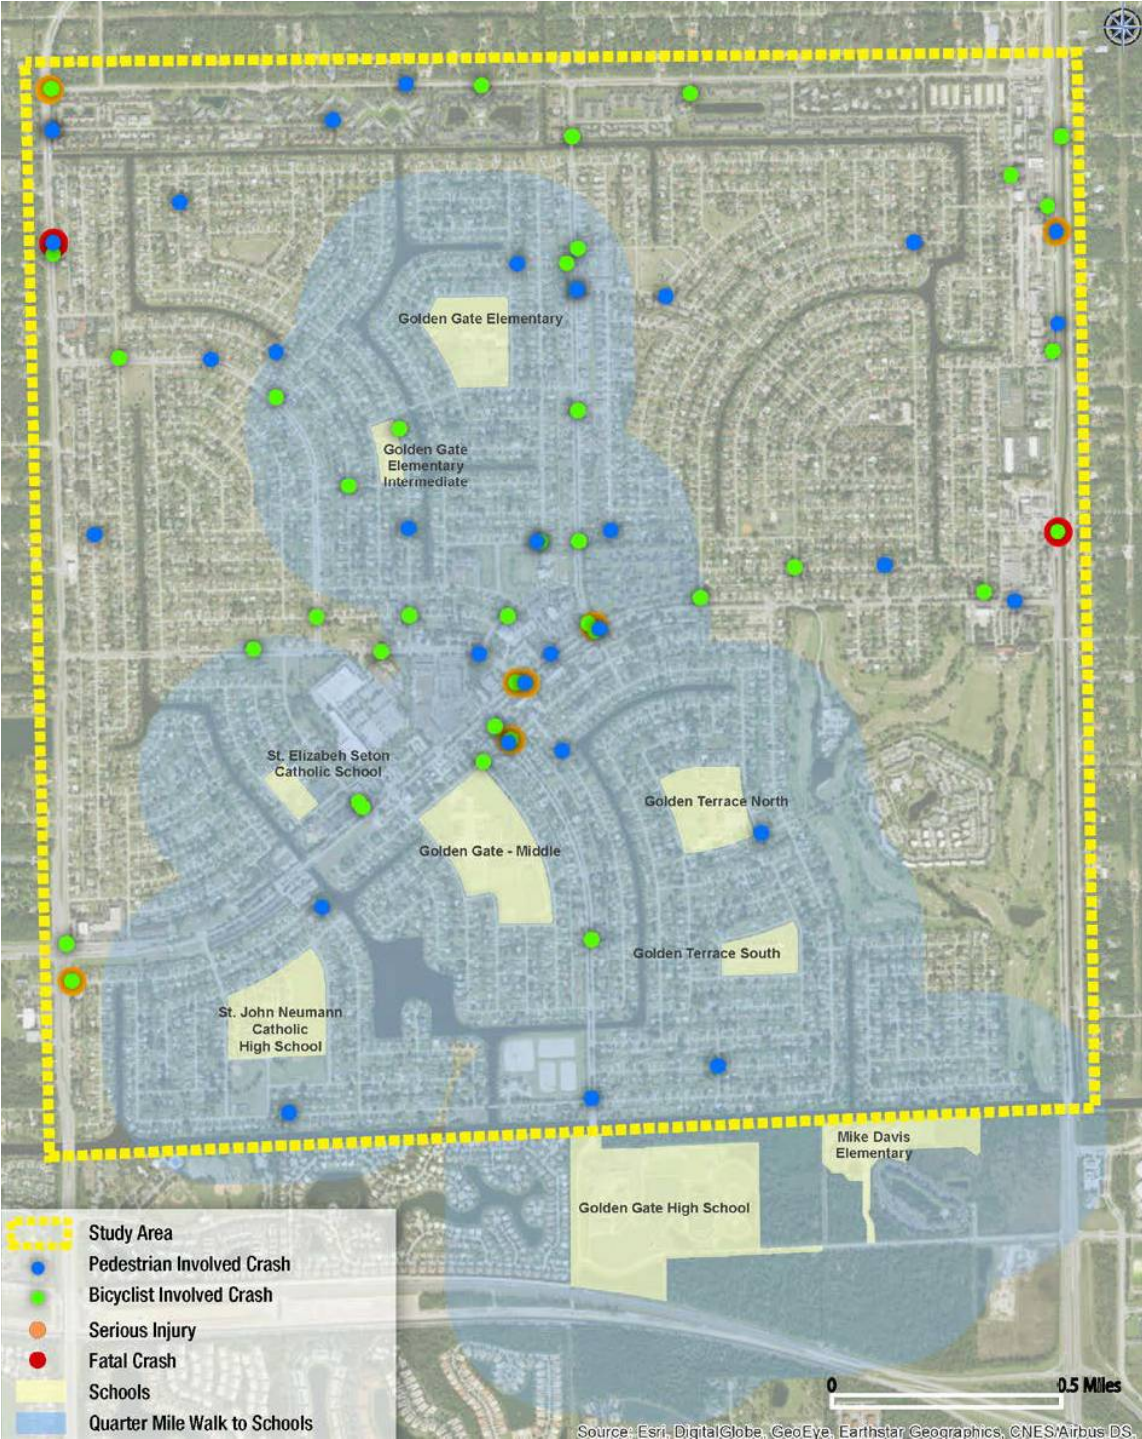 Golden Gate Elementary
Golden Gate
Elementary
Intermediate
St. Elizabeh Seton
Catholic School
Golden Terrace North
Golden Gate - Middle
Golden Terrace South
St. John Neumann
Catholic
High School
Mike Davis
Elementary
Golden Gate High School
Study Area
Pedestrian Involved Crash
Bicyclist Involved Crash
Serious Injury
Fatal Crash
Schools
Quarter Mile Walk to Schools
0 0.5 Miles
Source: Esri, DigitalGlobe, GeoEye, Earthstar Geographics, CNES/Airbus DS,